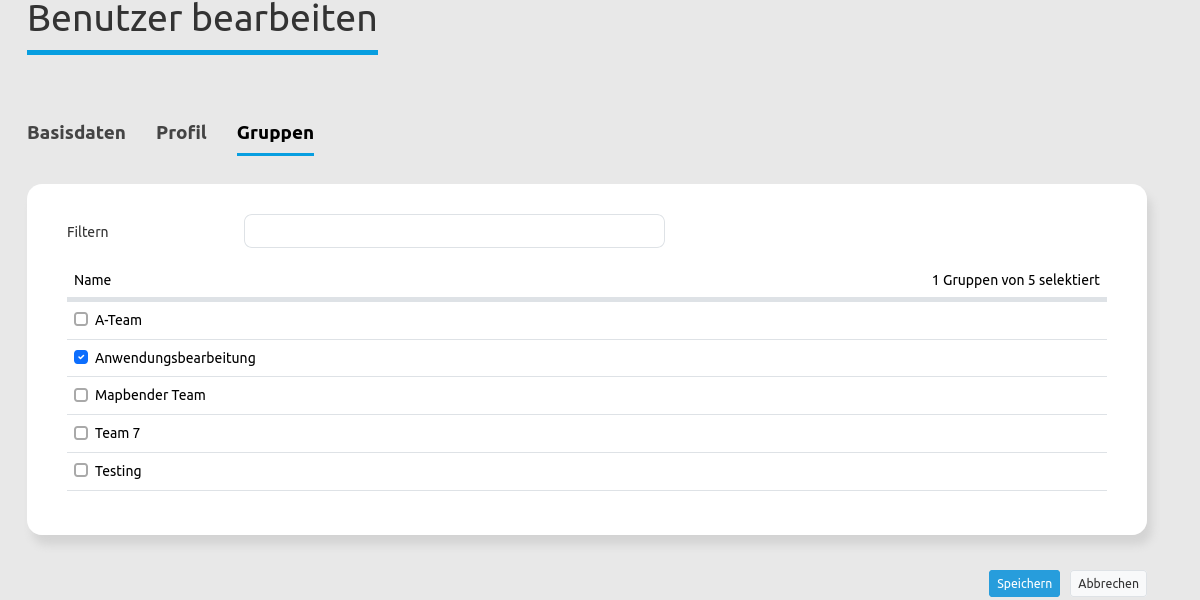 Benutzer bearbeiten
Basisdaten Profil Gruppen
Filtern
Name 1 Gruppen von 5 selektiert
A-Team
Anwendungsbearbeitung
Mapbender Team
Team 7
Testing
Speichern Abbrechen